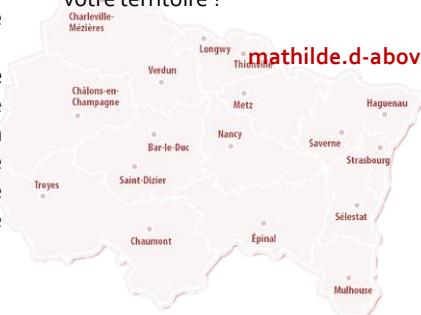 votre territoire ?
Charleville-
Mézières
Longwy
Thionville
mathilde.d-abov
Verdun
Châlons-en-
Champagne
Metz
Haguenau
Nancy
Bar-le-Duc
Saverne
Strasbourg
Saint-Dizier
Troyes
Sélestat
Chaumont
Épinal
Mulhouse